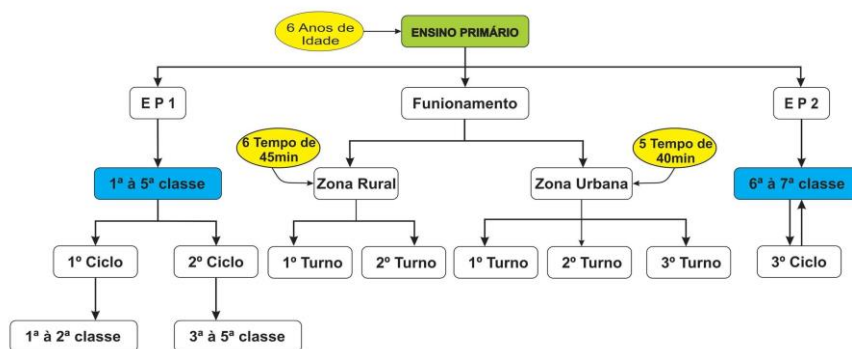 6 Anos de
Idade
ENSINO PRIMÁRIO
E P 1
Funionamento
E P 2
6 Tempo de
45min
5 Tempo de
40min
1ª à 5ª classe
Zona Rural
Zona Urbana
6ª à 7ª classe
1º Ciclo
2º Ciclo
1º Turno
2º Turno
1º Turno
2º Turno
3º Turno
3º Ciclo
1ª à 2ª classe
3ª à 5ª classe